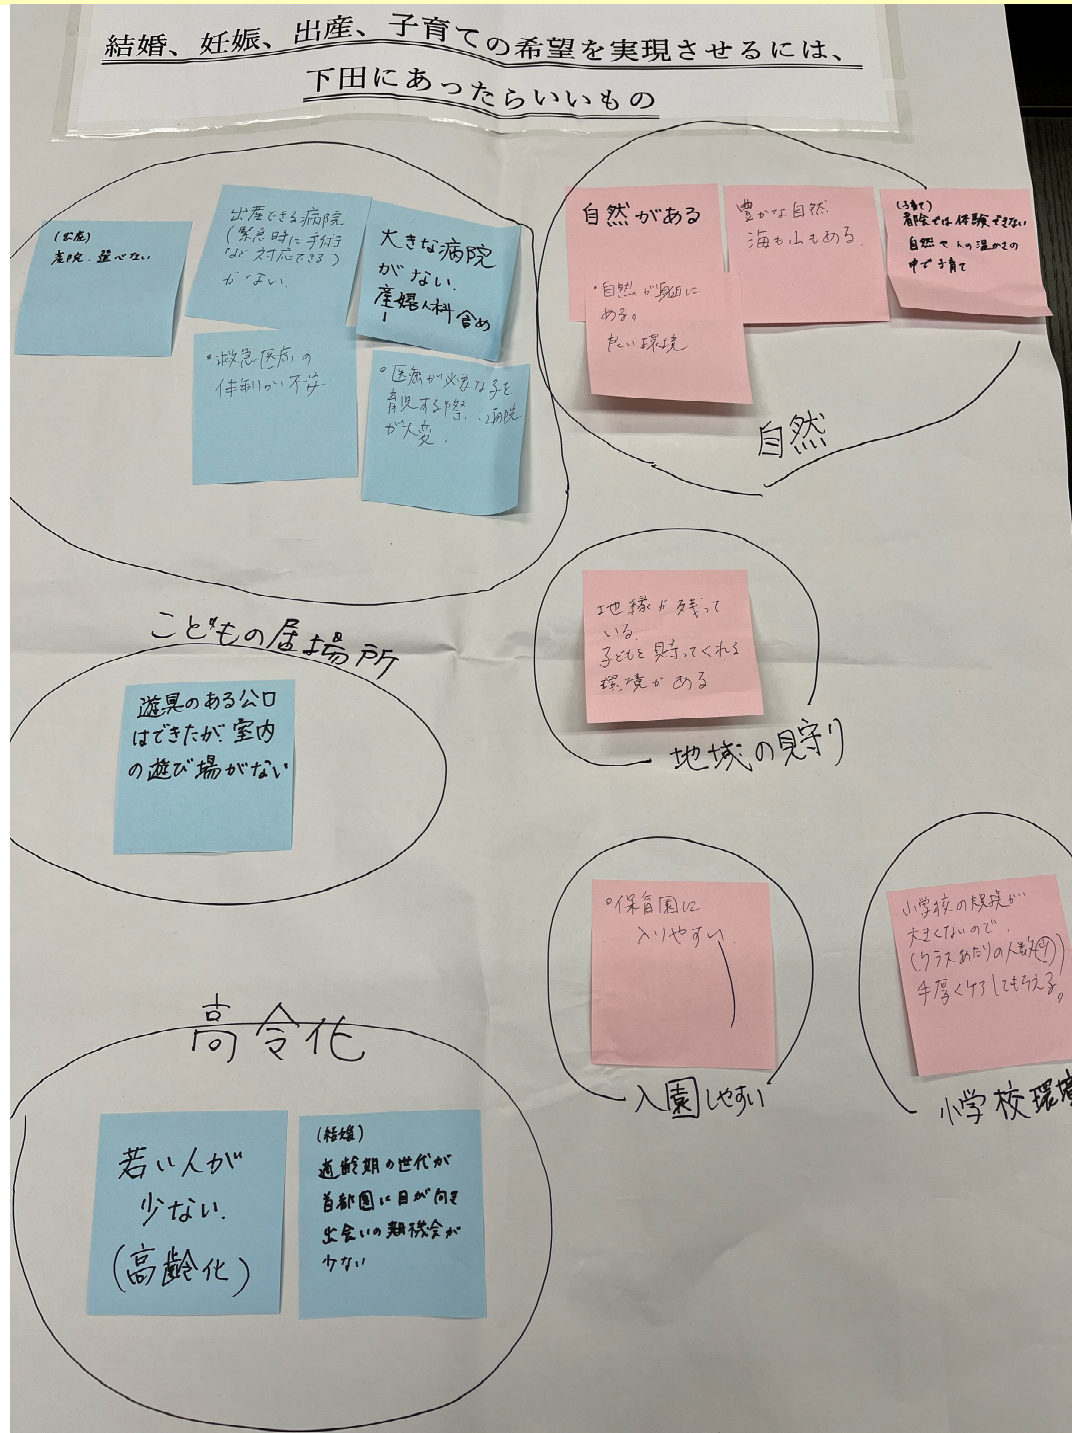 結婚、妊娠、出産、子育ての希望を実現させるには、
下田にあったらいいもの
(出産)
産院、選べない
出産できる病院
(緊急時に手術
など対応できる)
がない.
大きな病院
がない.
産婦人科含め
・救急医療の
体制が不安
・医療が必要な子を
育児する際、
病院
が大変.
こどもの居場所
遊具のある公口
はできたが室内
の遊び場がない
高令化
若い人が
少ない.
(高齢化)
(結婚)
適齢期の世代が
首都圏に目が向き
出会いの機会が
少ない
自然がある
・自然が身近に
ある。
良い環境
豊かな自然
海も山もある.
(子育て)
都会では体験できない
自然で人の温かさの
中で子育て
自然
地縁が残って
いる.
子どもを見守ってくれる
環境がある
地域の見守り
・保育園に
入りやすい.
入園しやすい
小学校の規模が
大きくないので、
(クラスあたりの人数も少)
手厚くケアしてもらえる。
小学校環境